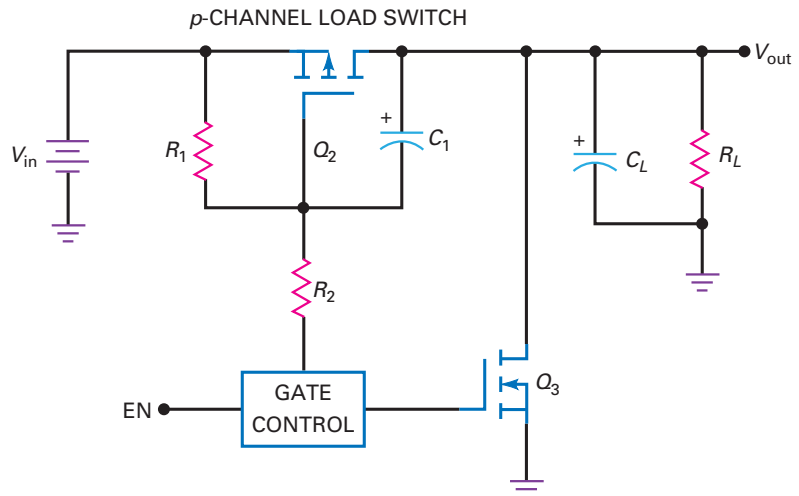 p-CHANNEL LOAD SWITCH
Vout
Vin
R1
Q2
+
C1
+
CL
RL
R2
EN
GATE
CONTROL
Q3